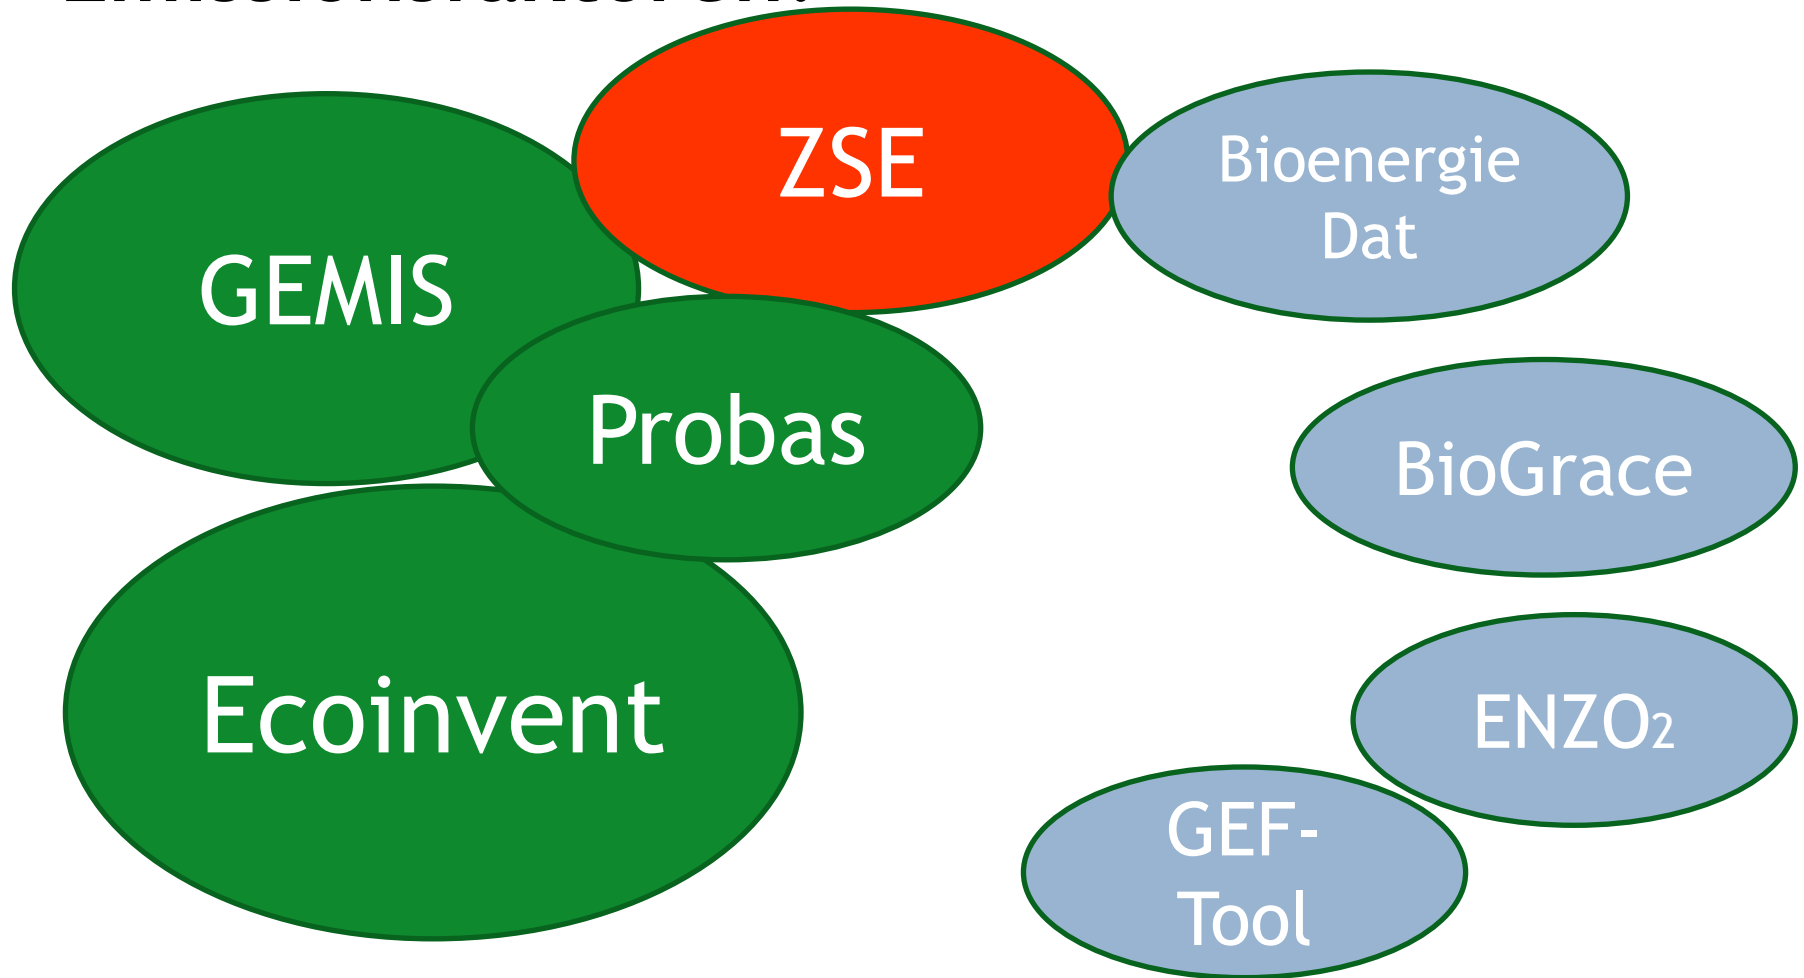 ZSE
Bioenergie
Dat
GEMIS
Probas
BioGrace
Ecoinvent
ENZO₂
GEF-
Tool